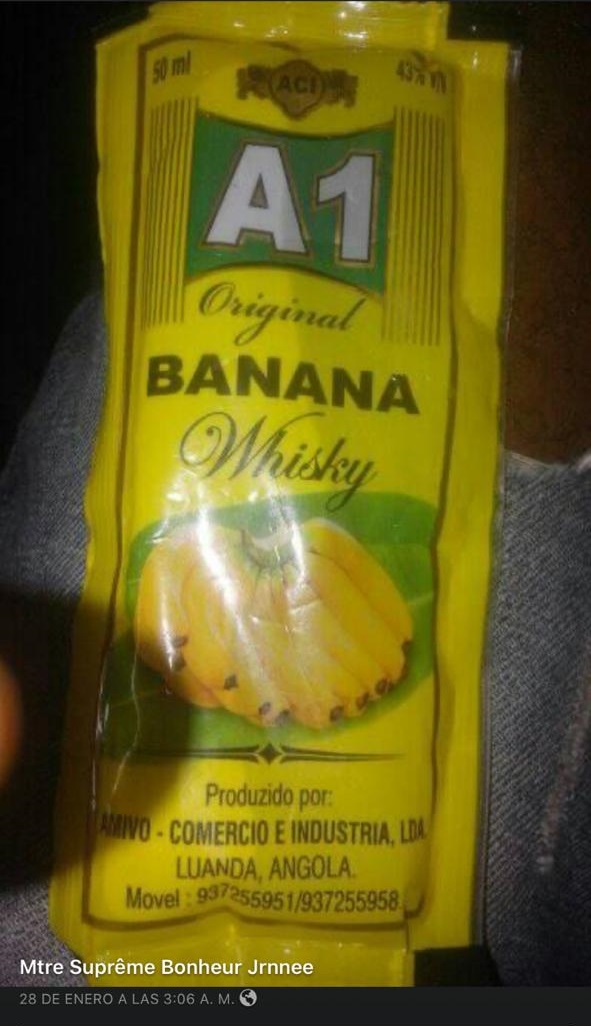 50 ml
ACI
43% V/V
A1
Original
BANANA
Whisky
Produzido por:
AMIVO - COMERCIO E INDUSTRIA, LDA.
LUANDA, ANGOLA.
Movel : 937255951/937255958.
Mtre Suprême Bonheur Jrnnee
28 DE ENERO A LAS 3:06 A. M.